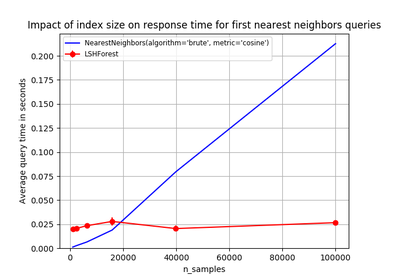 Impact of index size on response time for first nearest neighbors queries
NearestNeighbors(algorithm='brute', metric='cosine')
LSHForest
Average query time in seconds
0.200
0.175
0.150
0.125
0.100
0.075
0.050
0.025
0.000
0 20000 40000 60000 80000 100000
n_samples